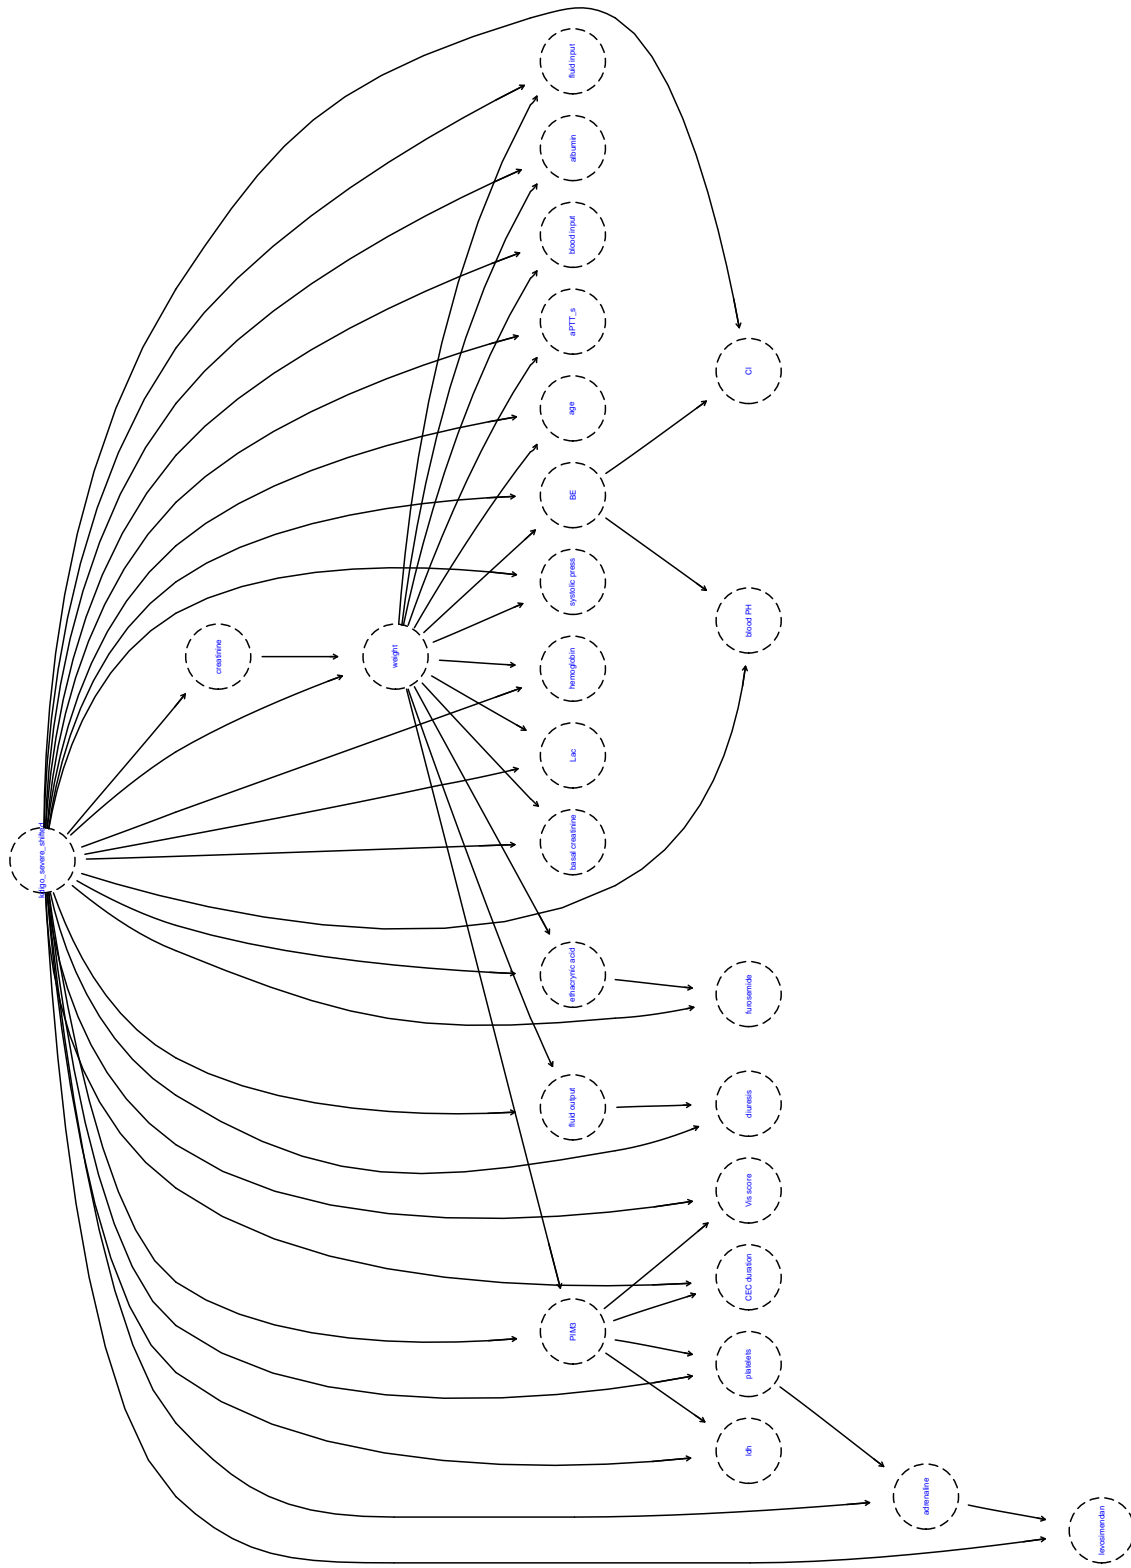 fluid input
albumin
blood input
aPTT_s
age
BE
systolic press
hemoglobin
Lac
basal creatinine
ethacrynic acid
fluid output
PIM3
creatinine
weight
kdigo_severe_shifted
CI
blood PH
furosemide
diuresis
Vis score
CEC duration
platelets
ldh
adrenaline
levosimendan